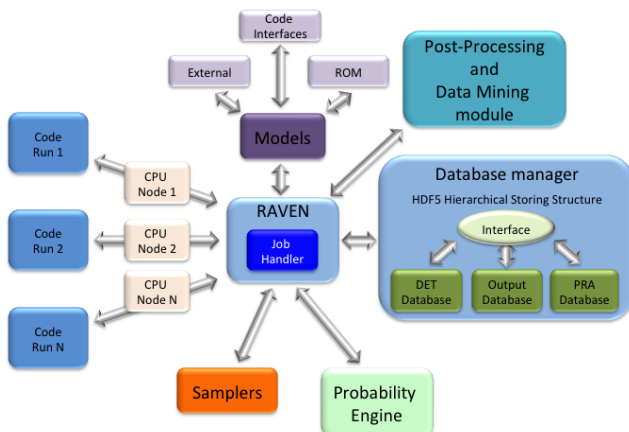 Code
Interfaces
External
ROM
Models
Post-Processing
and
Data Mining
module
Code
Run 1
CPU
Node 1
Code
Run 2
CPU
Node 2
Code
Run N
CPU
Node N
RAVEN
Job
Handler
Database manager
HDF5 Hierarchical Storing Structure
Interface
DET
Database
Output
Database
PRA
Database
Samplers
Probability
Engine